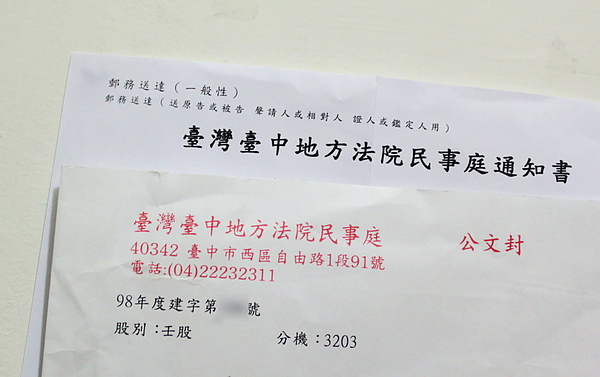 郵務送達（一般性）
郵務送達（送原告或被告 聲請人或相對人 證人或鑑定人用）
臺灣臺中地方法院民事庭通知書
臺灣臺中地方法院民事庭 公文封
40342 臺中市西區自由路1段91號
電話:(04)22232311
98年度建字第 號
股別：壬股 分機：3203